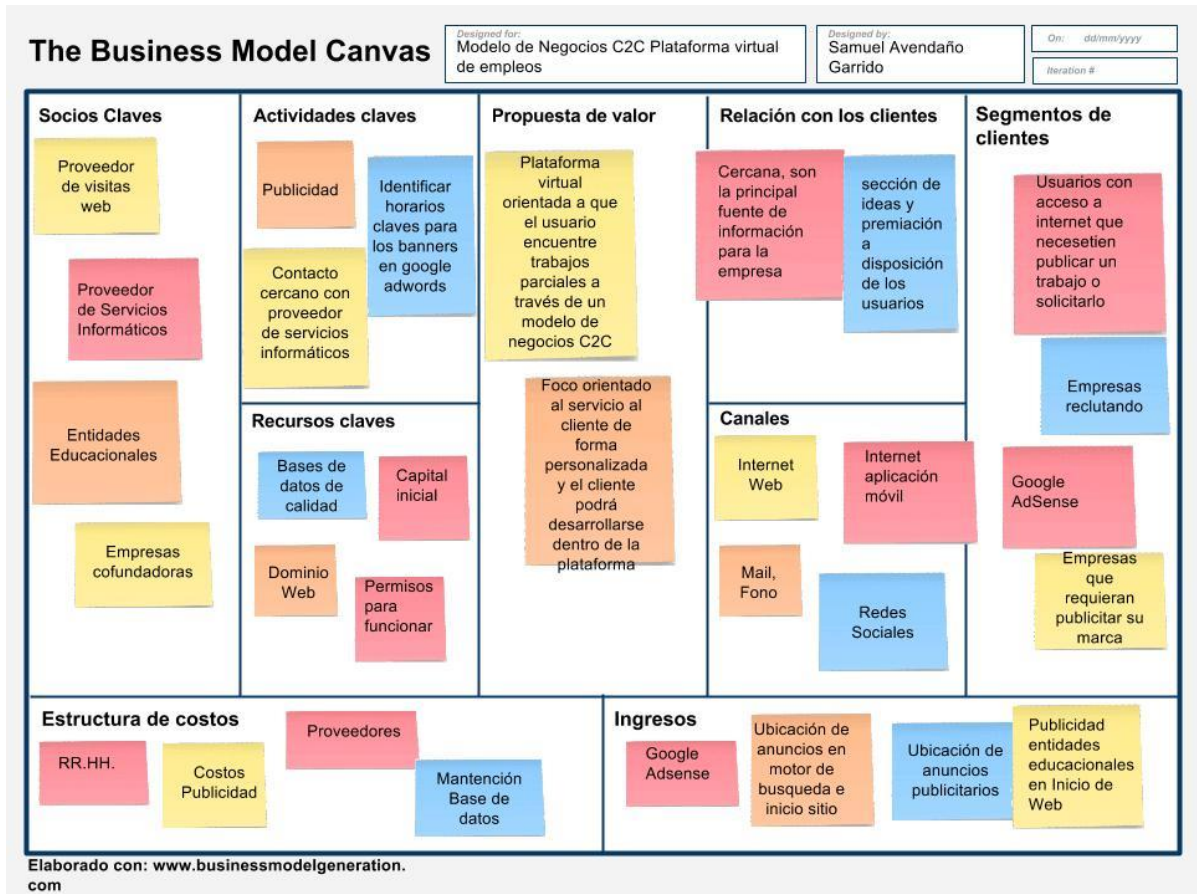 The Business Model Canvas
Designed for:
Modelo de Negocios C2C Plataforma virtual
de empleos
Designed by:
Samuel Avendaño
Garrido
On: dd/mm/yyyy
Iteration #
Socios Claves
Proveedor
de visitas
web
Proveedor
de Servicios
Informáticos
Entidades
Educacionales
Empresas
cofundadoras
Actividades claves
Publicidad
Identificar
horarios
claves para
los banners
en google
adwords
Contacto
cercano con
proveedor
de servicios
informáticos
Recursos claves
Bases de
datos de
calidad
Capital
inicial
Dominio
Web
Permisos
para
funcionar
Propuesta de valor
Plataforma
virtual
orientada a que
el usuario
encuentre
trabajos
parciales a
través de un
modelo de
negocios C2C
Foco orientado
al servicio al
cliente de
forma
personalizada
y el cliente
podrá
desarrollarse
dentro de la
plataforma
Relación con los clientes
Cercana, son
la principal
fuente de
información
para la
empresa
sección de
ideas y
premiación
a
disposición
de los
usuarios
Canales
Internet
Web
Internet
aplicación
móvil
Mail,
Fono
Redes
Sociales
Segmentos de
clientes
Usuarios con
acceso a
internet que
necesetien
publicar un
trabajo o
solicitarlo
Empresas
reclutando
Google
AdSense
Empresas
que
requieran
publicitar su
marca
Estructura de costos
RR.HH.
Costos
Publicidad
Proveedores
Mantención
Base de
datos
Ingresos
Google
Adsense
Ubicación de
anuncios en
motor de
busqueda e
inicio sitio
Ubicación de
anuncios
publicitarios
Publicidad
entidades
educacionales
en Inicio de
Web
Elaborado con: www.businessmodelgeneration.
com